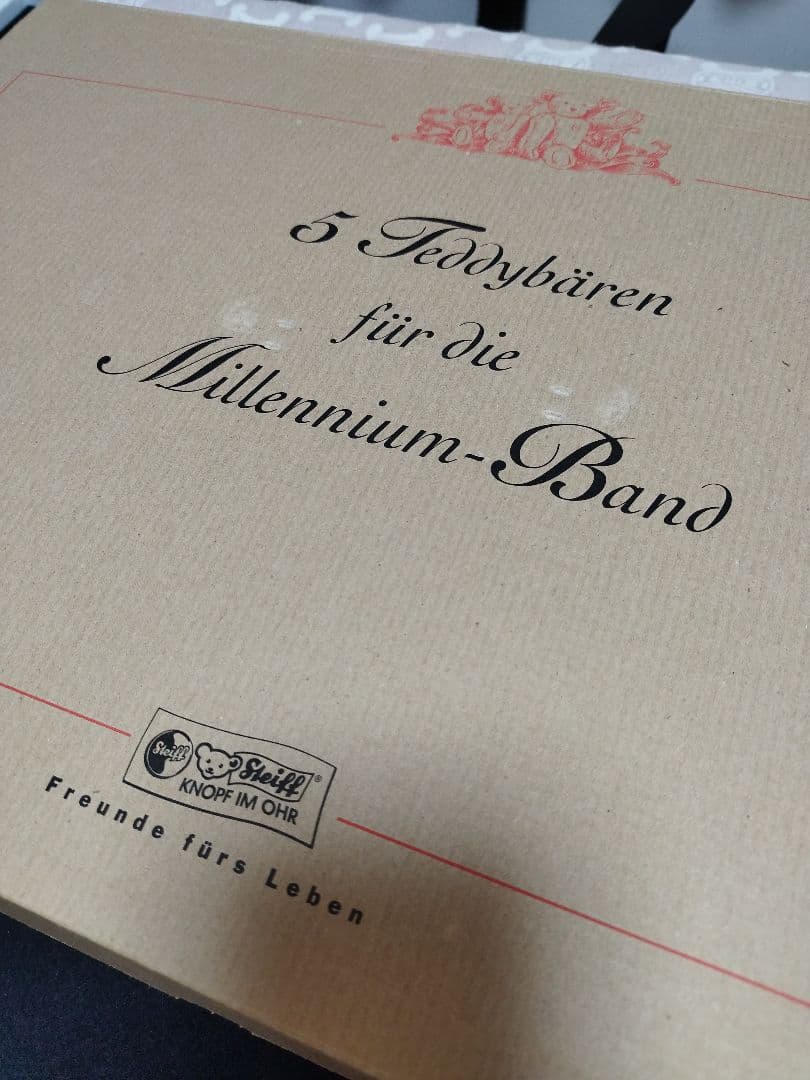 5 Teddybären
für die
Millennium-Band
Steiff
Steiff®
KNOPF IM OHR
Freunde fürs Leben